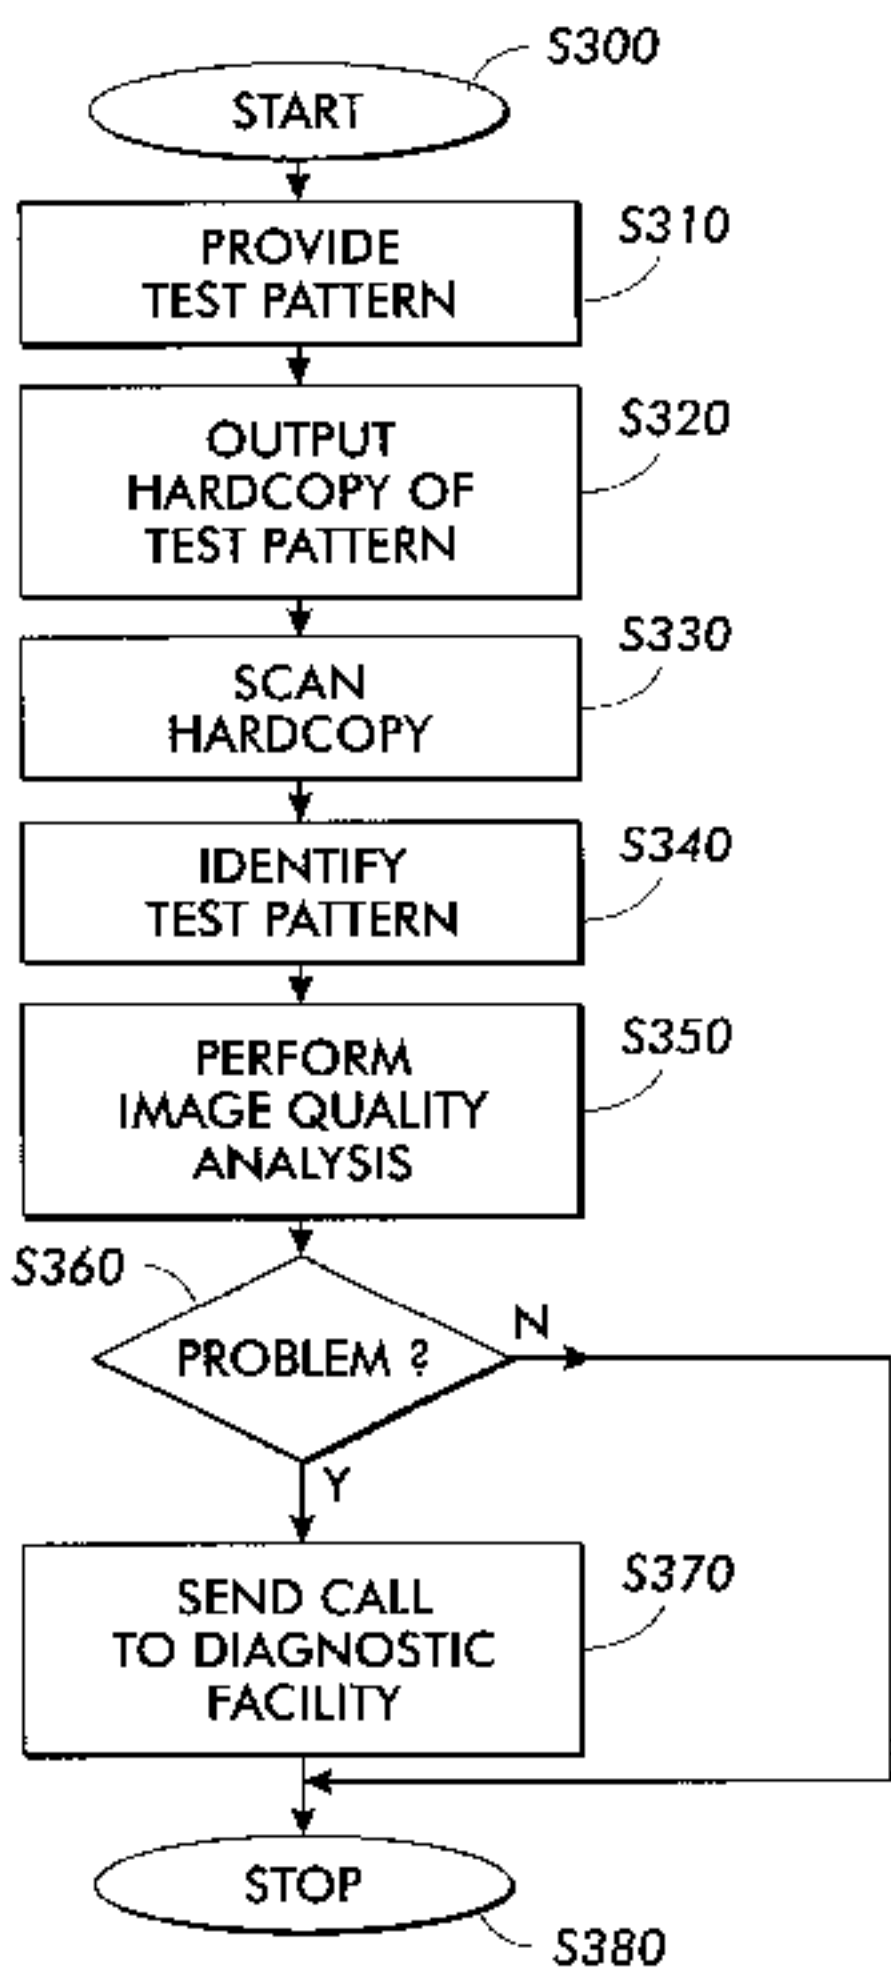 S300
START
S310
PROVIDE
TEST PATTERN
S320
OUTPUT
HARDCOPY OF
TEST PATTERN
S330
SCAN
HARDCOPY
S340
IDENTIFY
TEST PATTERN
S350
PERFORM
IMAGE QUALITY
ANALYSIS
S360
PROBLEM ?
N
Y
S370
SEND CALL
TO DIAGNOSTIC
FACILITY
STOP
S380